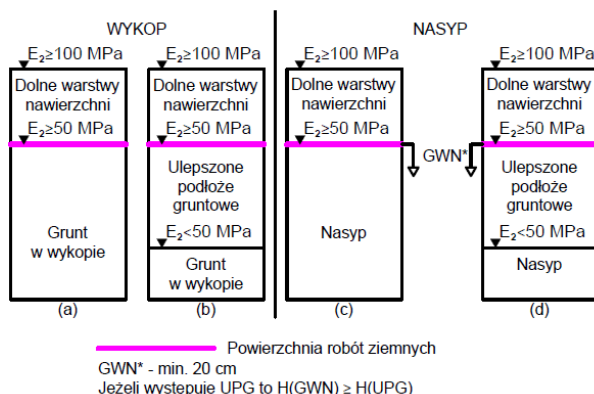 WYKOP
NASYP
E₂≥100 MPa
E₂≥100 MPa
E₂≥100 MPa
E₂≥100 MPa
Dolne warstwy
nawierzchni
Dolne warstwy
nawierzchni
Dolne warstwy
nawierzchni
Dolne warstwy
nawierzchni
E₂≥50 MPa
E₂≥50 MPa
E₂≥50 MPa
E₂≥50 MPa
GWN*
Grunt
w wykopie
Ulepszone
podłoże
gruntowe
Nasyp
Ulepszone
podłoże
gruntowe
E₂<50 MPa
E₂<50 MPa
Grunt
w wykopie
Nasyp
(a)
(b)
(c)
(d)
Powierzchnia robót ziemnych
GWN* - min. 20 cm
Jeżeli występuje UPG to H(GWN) ≥ H(UPG)